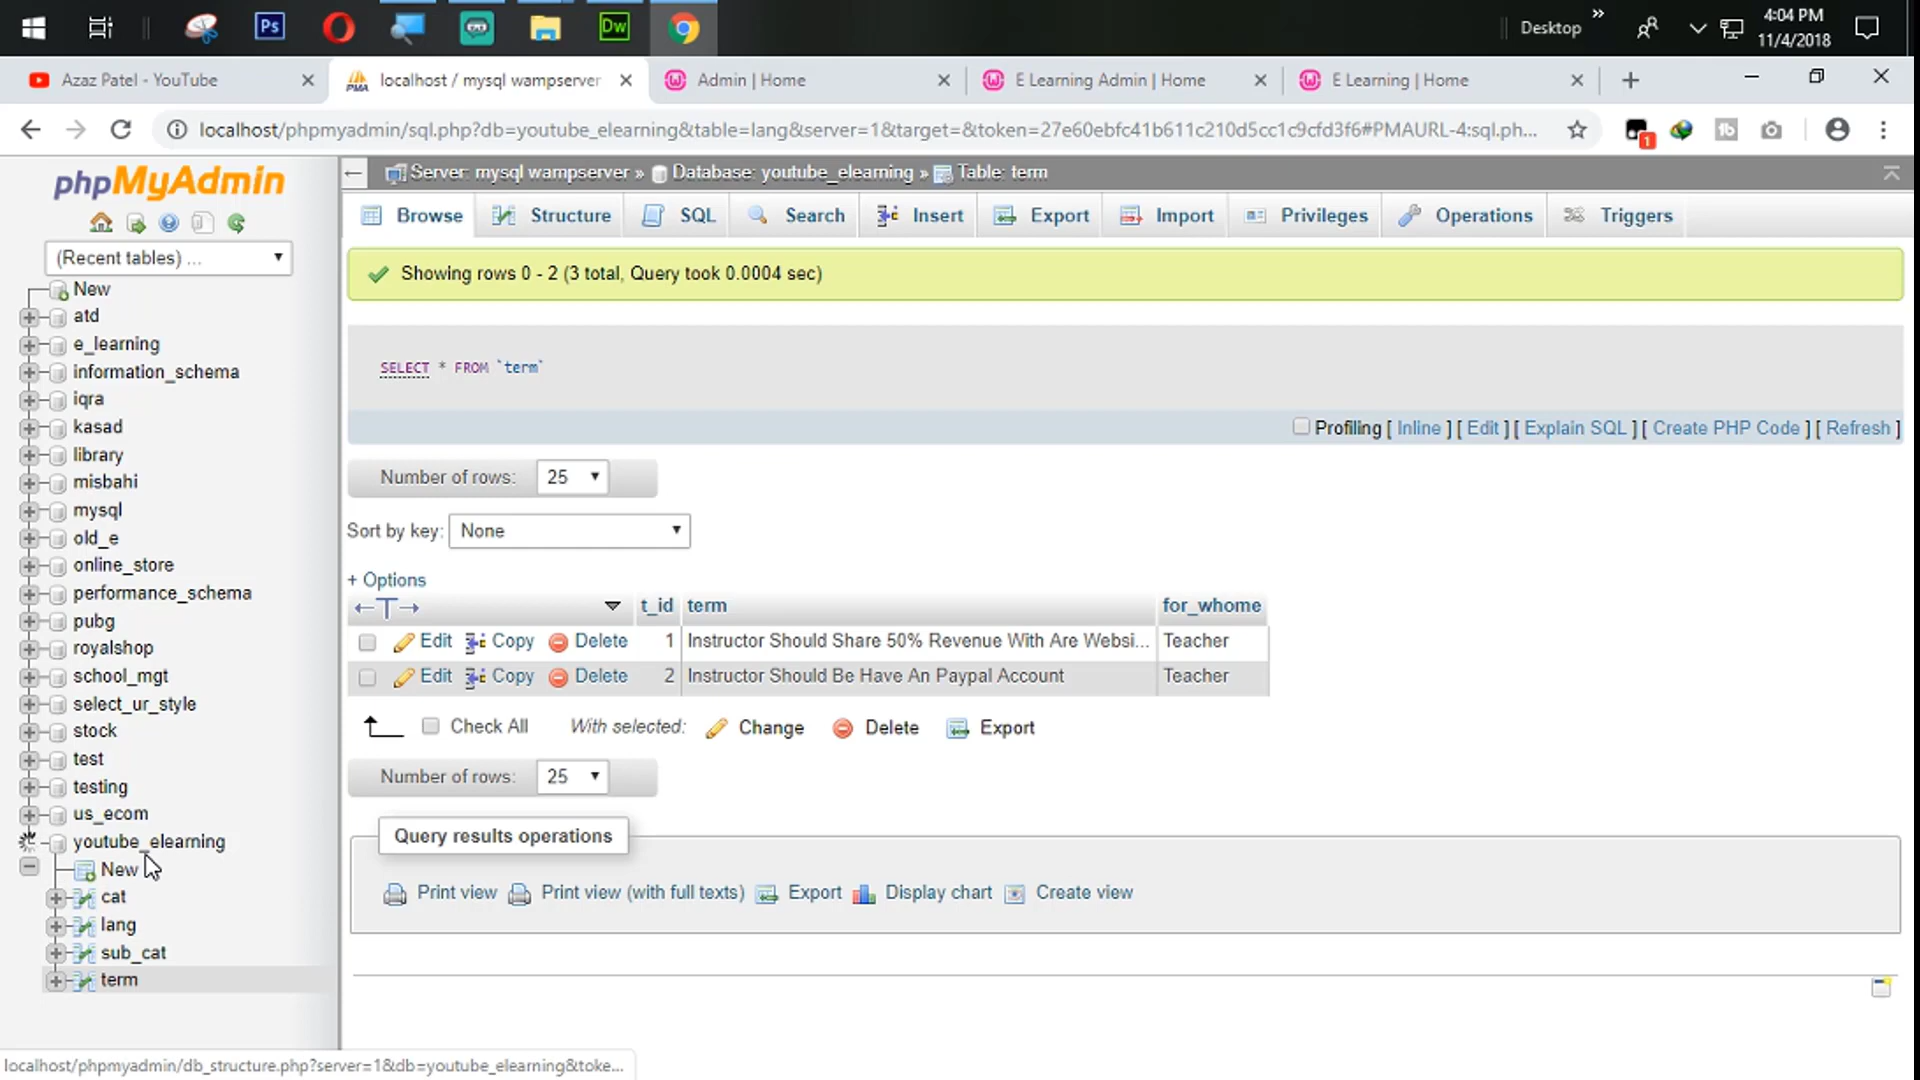 Ps
Dw
Desktop
»
4:04 PM
11/4/2018
Azaz Patel - YouTube
PMA
localhost / mysql wampserver
Admin | Home
E Learning Admin | Home
E Learning | Home
localhost/phpmyadmin/sql.php?db=youtube_elearning&table=lang&server=1&target=&token=27e60ebfc41b611c210d5cc1c9cfd3f6#PMAURL-4:sql.ph...
1
tb
phpMyAdmin
(Recent tables) ...
New
atd
e_learning
information_schema
iqra
kasad
library
misbahi
mysql
old_e
online_store
performance_schema
pubg
royalshop
school_mgt
select_ur_style
stock
test
testing
us_ecom
youtube_elearning
New
cat
lang
sub_cat
term
Server: mysql wampserver » Database: youtube_elearning » Table: term
Browse Structure SQL Search Insert Export Import Privileges Operations Triggers
Showing rows 0 - 2 (3 total, Query took 0.0004 sec)
SELECT * FROM `term`
Profiling [ Inline ] [ Edit ] [ Explain SQL ] [ Create PHP Code ] [ Refresh ]
Number of rows: 25
Sort by key: None
+ Options
←T→ t_id term for_whome
Edit Copy Delete 1 Instructor Should Share 50% Revenue With Are Websi... Teacher
Edit Copy Delete 2 Instructor Should Be Have An Paypal Account Teacher
Check All With selected: Change Delete Export
Number of rows: 25
Query results operations
Print view Print view (with full texts) Export Display chart Create view
localhost/phpmyadmin/db_structure.php?server=1&db=youtube_elearning&toke...